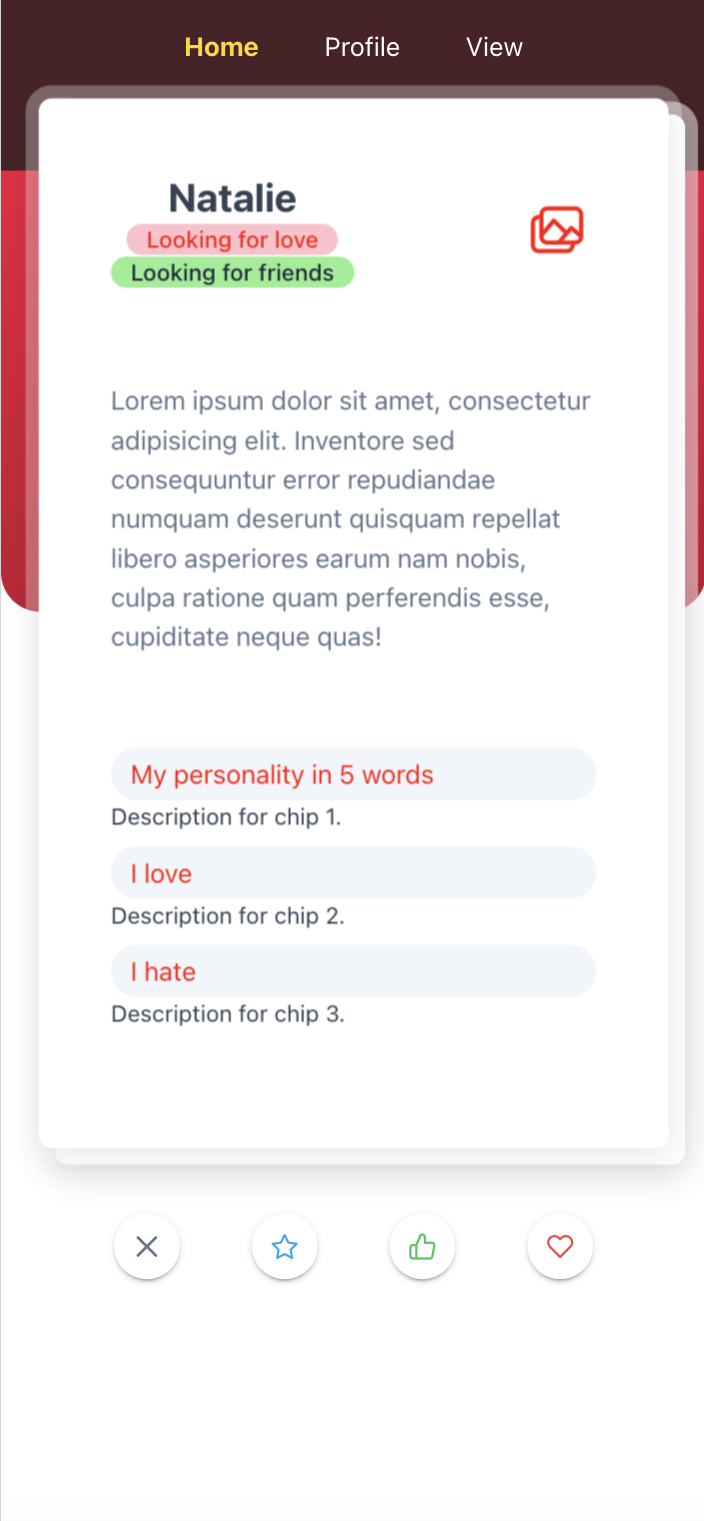 Home Profile View
Natalie
Looking for love
Looking for friends
Lorem ipsum dolor sit amet, consectetur
adipisicing elit. Inventore sed
consequuntur error repudiandae
numquam deserunt quisquam repellat
libero asperiores earum nam nobis,
culpa ratione quam perferendis esse,
cupiditate neque quas!
My personality in 5 words
Description for chip 1.
I love
Description for chip 2.
I hate
Description for chip 3.